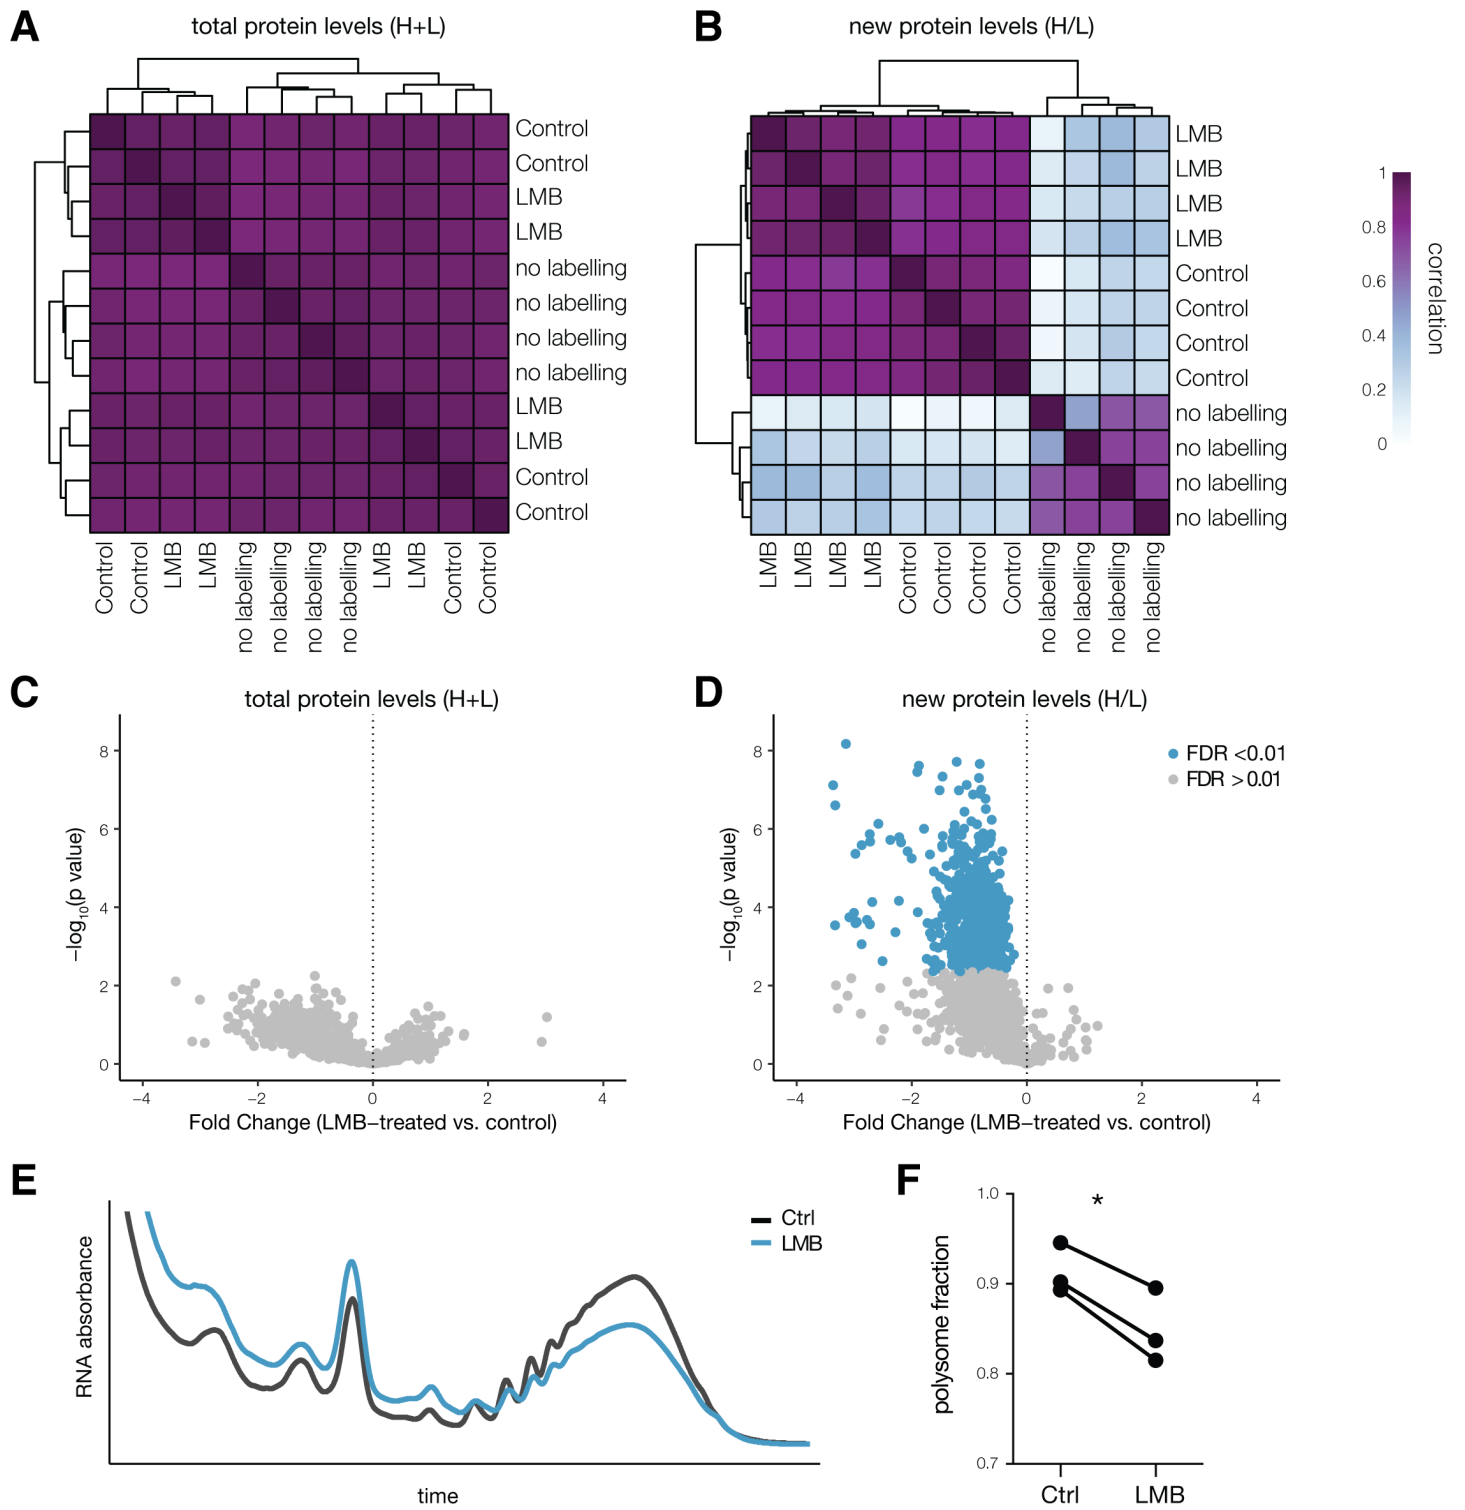 A
total protein levels (H+L)
Control
Control
LMB
LMB
no labelling
no labelling
no labelling
no labelling
LMB
LMB
Control
Control
Control
Control
LMB
LMB
no labelling
no labelling
no labelling
no labelling
LMB
LMB
Control
Control
B
new protein levels (H/L)
LMB
LMB
LMB
LMB
Control
Control
Control
Control
no labelling
no labelling
no labelling
no labelling
LMB
LMB
LMB
LMB
Control
Control
Control
Control
no labelling
no labelling
no labelling
no labelling
1
0.8
0.6
0.4
0.2
0
correlation
C
total protein levels (H+L)
8
6
4
2
0
−log10(p value)
−4
−2
0
2
4
Fold Change (LMB−treated vs. control)
D
new protein levels (H/L)
FDR <0.01
FDR >0.01
8
6
4
2
0
−log10(p value)
−4
−2
0
2
4
Fold Change (LMB−treated vs. control)
E
Ctrl
LMB
RNA absorbance
time
F
*
1.0
0.9
0.8
0.7
polysome fraction
Ctrl
LMB